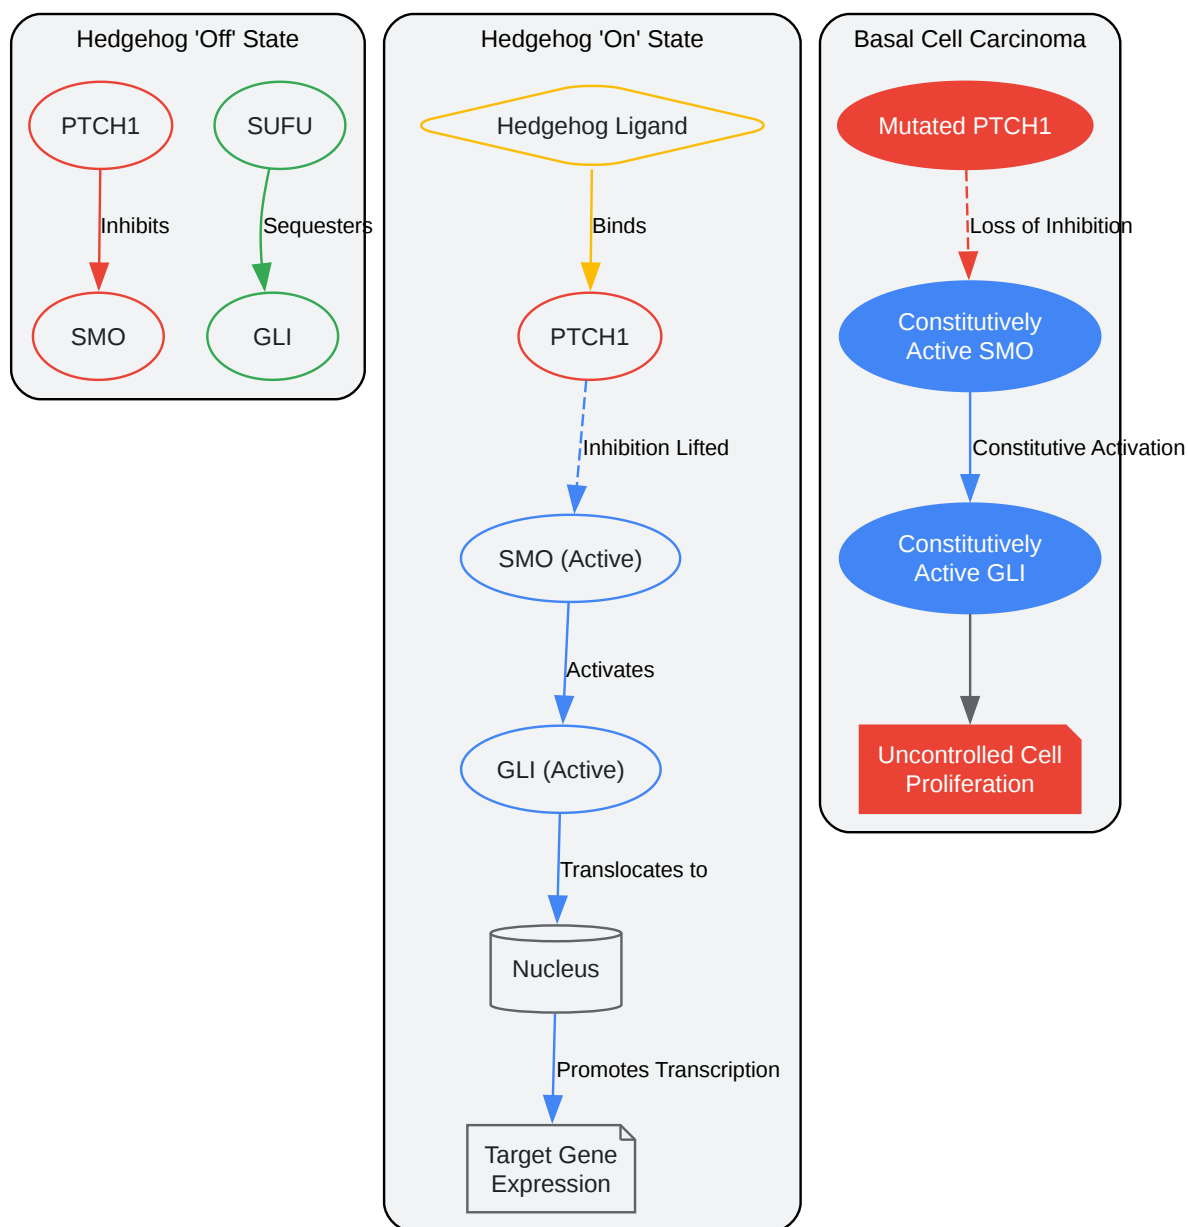 Hedgehog 'Off' State
PTCH1
SUFU
Inhibits
Sequesters
SMO
GLI
Hedgehog 'On' State
Hedgehog Ligand
Binds
PTCH1
Inhibition Lifted
SMO (Active)
Activates
GLI (Active)
Translocates to
Nucleus
Promotes Transcription
Target Gene
Expression
Basal Cell Carcinoma
Mutated PTCH1
Loss of Inhibition
Constitutively
Active SMO
Constitutive Activation
Constitutively
Active GLI
Uncontrolled Cell
Proliferation